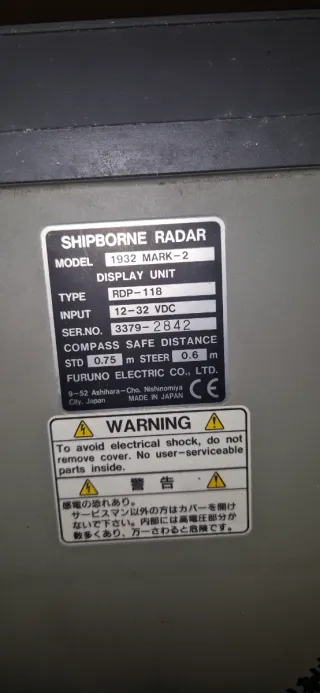 SHIPBORNE RADAR
MODEL 1932 MARK-2
DISPLAY UNIT
TYPE RDP-118
INPUT 12-32 VDC
SER.NO. 3379-2842
COMPASS SAFE DISTANCE
STD 0.75 m STEER 0.6 m
FURUNO ELECTRIC CO., LTD.
9-52 Ashihara-Cho, Nishinomiya
City, Japan MADE IN JAPAN CE
WARNING
To avoid electrical shock, do not
remove cover. No user-serviceable
parts inside.
警告
感電の恐れあり。
サービスマン以外の方はカバーを開け
ないで下さい。内部には高電圧部分が
数多くあり、万一さわると危険です。